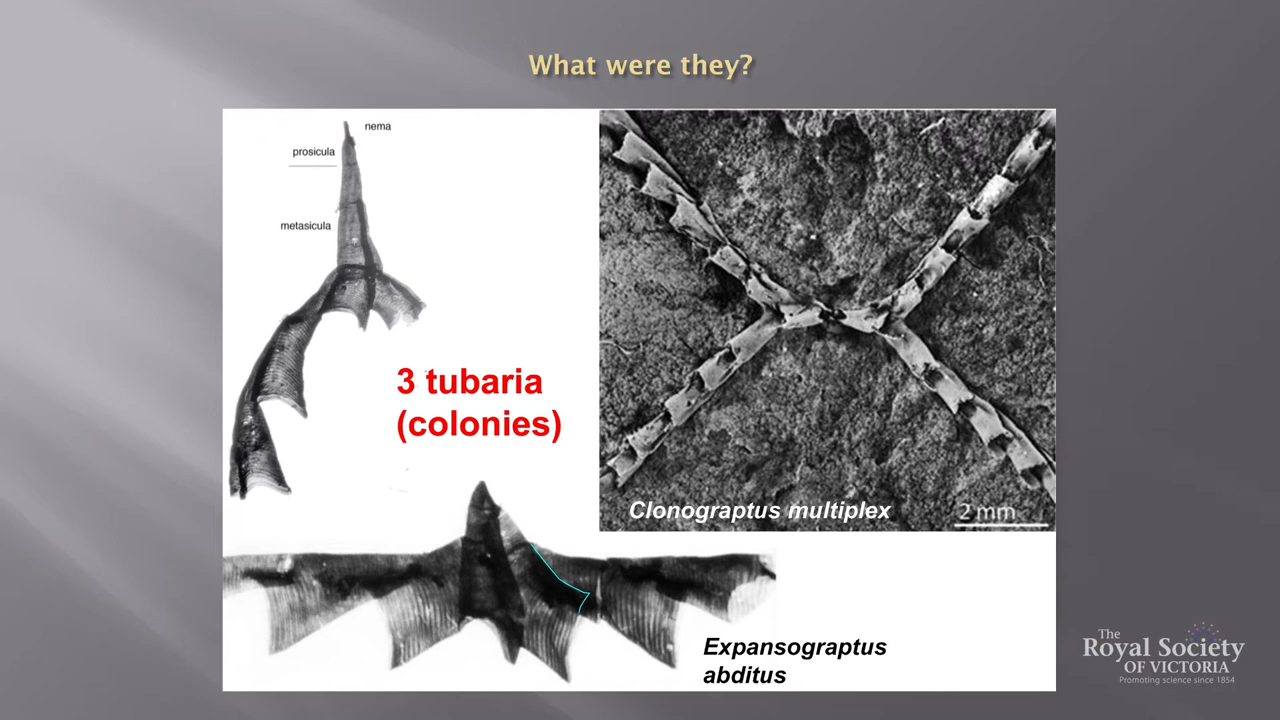 What were they?
nema
prosicula
metasicula
3 tubaria
(colonies)
Clonograptus multiplex
2 mm
Expansograptus
abditus
The
Royal Society
OF VICTORIA
Promoting science since 1854